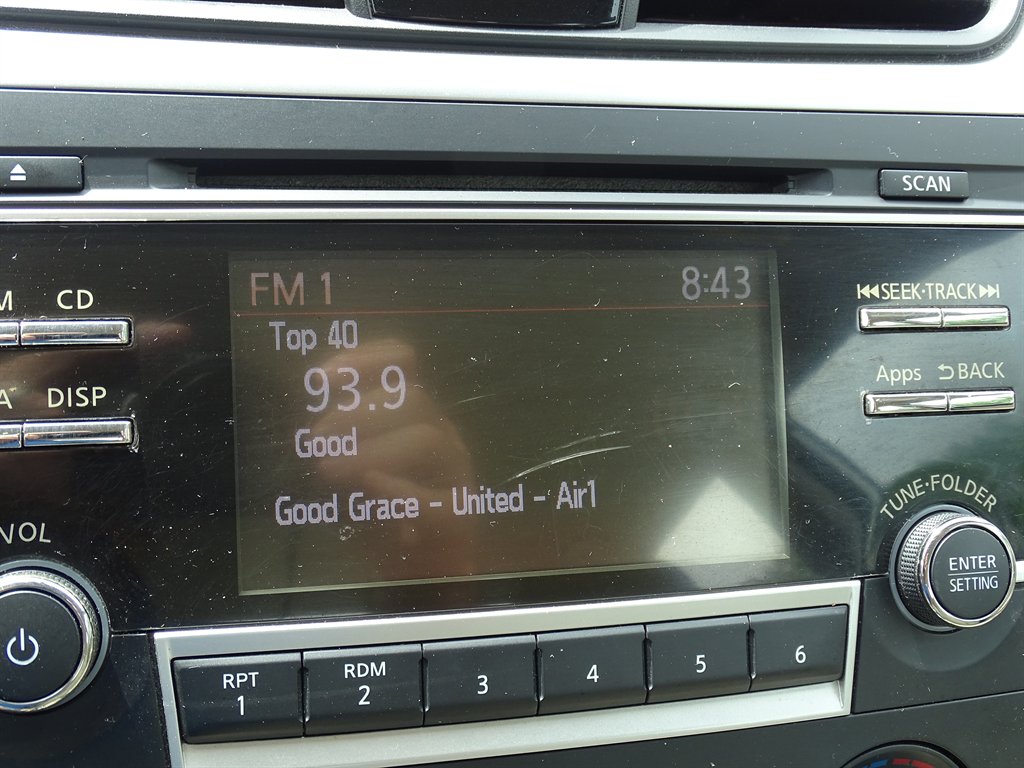 SCAN
FM 1 8:43
M CD
SEEK·TRACK
Top 40
93.9
Apps BACK
A DISP
Good
Good Grace - United - Air1
TUNE·FOLDER
VOL
ENTER
SETTING
RPT
1
RDM
2
3
4
5
6